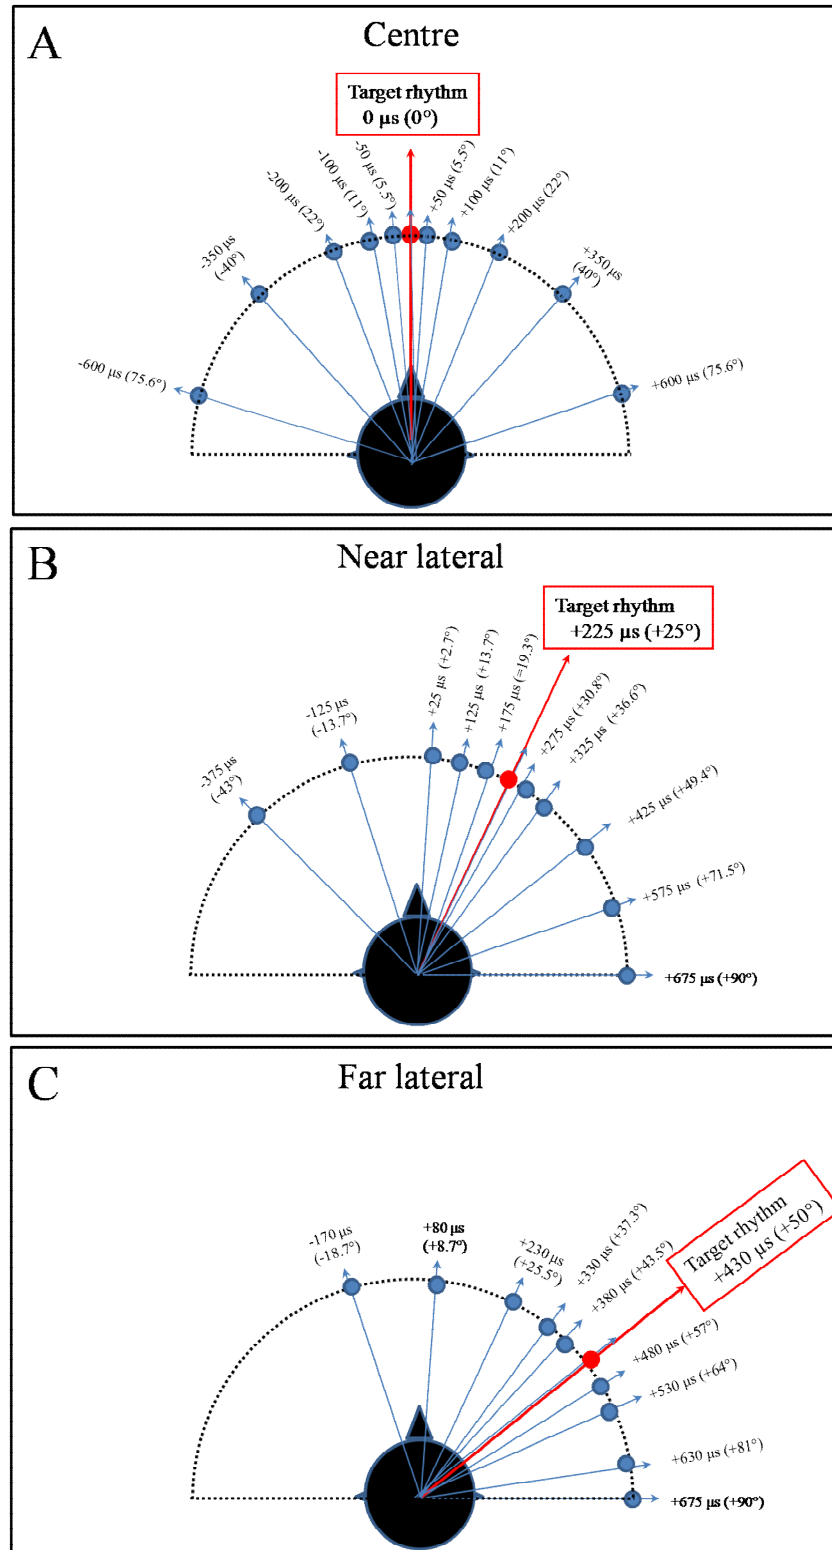 A
Centre
Target rhythm
0 µs (0°)
-600 µs (75.6°)
-350 µs
(-40°)
-200 µs (22°)
-100 µs (11°)
-50 µs (5.5°)
+50 µs (5.5°)
+100 µs (11°)
+200 µs (22°)
+350 µs
(40°)
+600 µs (75.6°)
B
Near lateral
Target rhythm
+225 µs (+25°)
-375 µs
(-43°)
-125 µs
(-13.7°)
+25 µs (+2.7°)
+125 µs (+13.7°)
+175 µs (=19.3°)
+275 µs (+30.8°)
+325 µs (+36.6°)
+425 µs (+49.4°)
+575 µs (+71.5°)
+675 µs (+90°)
C
Far lateral
Target rhythm
+430 µs (+50°)
-170 µs
(-18.7°)
+80 µs
(+8.7°)
+230 µs
(+25.5°)
+330 µs (+37.3°)
+380 µs (+43.5°)
+480 µs (+57°)
+530 µs (+64°)
+630 µs (+81°)
+675 µs (+90°)